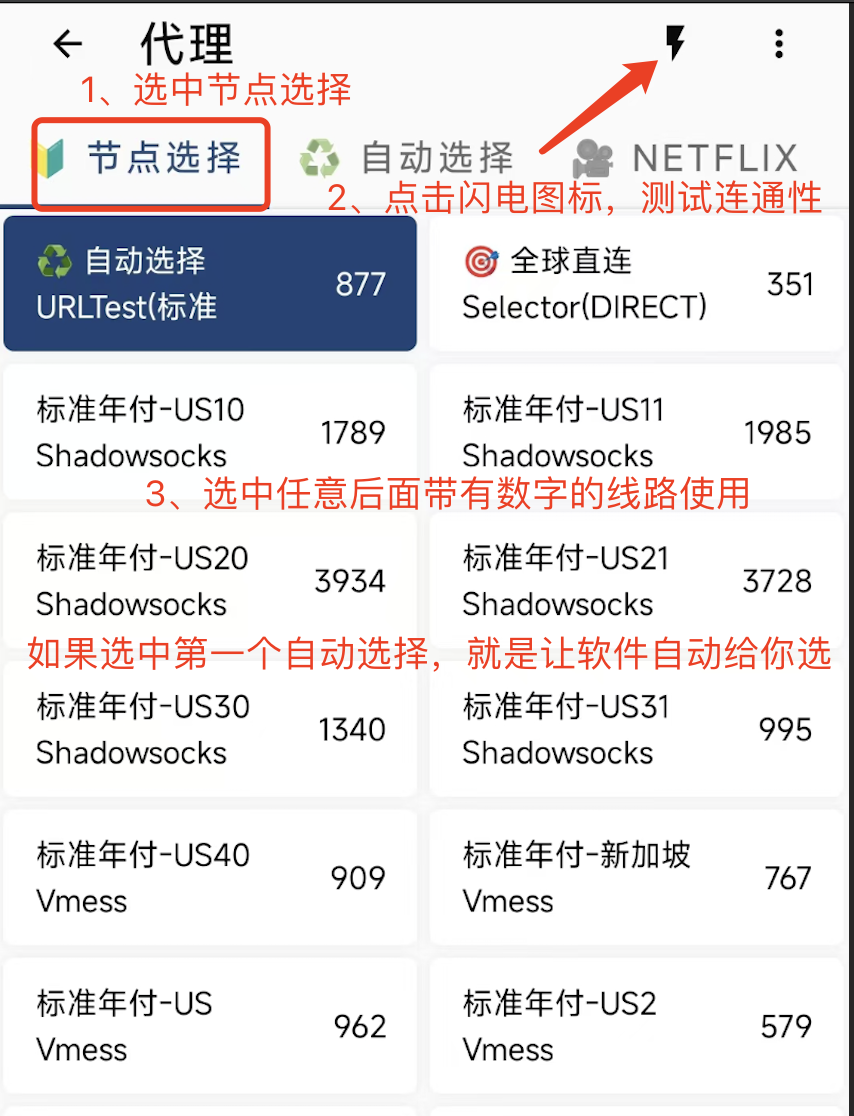 代理
1、选中节点选择
节点选择
自动选择
NETFLIX
2、点击闪电图标，测试连通性
自动选择
URLTest(标准
877
全球直连
Selector(DIRECT)
351
标准年付-US10
Shadowsocks
1789
标准年付-US11
Shadowsocks
1985
3、选中任意后面带有数字的线路使用
标准年付-US20
Shadowsocks
3934
标准年付-US21
Shadowsocks
3728
如果选中第一个自动选择，就是让软件自动给你选
标准年付-US30
Shadowsocks
1340
标准年付-US31
Shadowsocks
995
标准年付-US40
Vmess
909
标准年付-新加坡
Vmess
767
标准年付-US
Vmess
962
标准年付-US2
Vmess
579